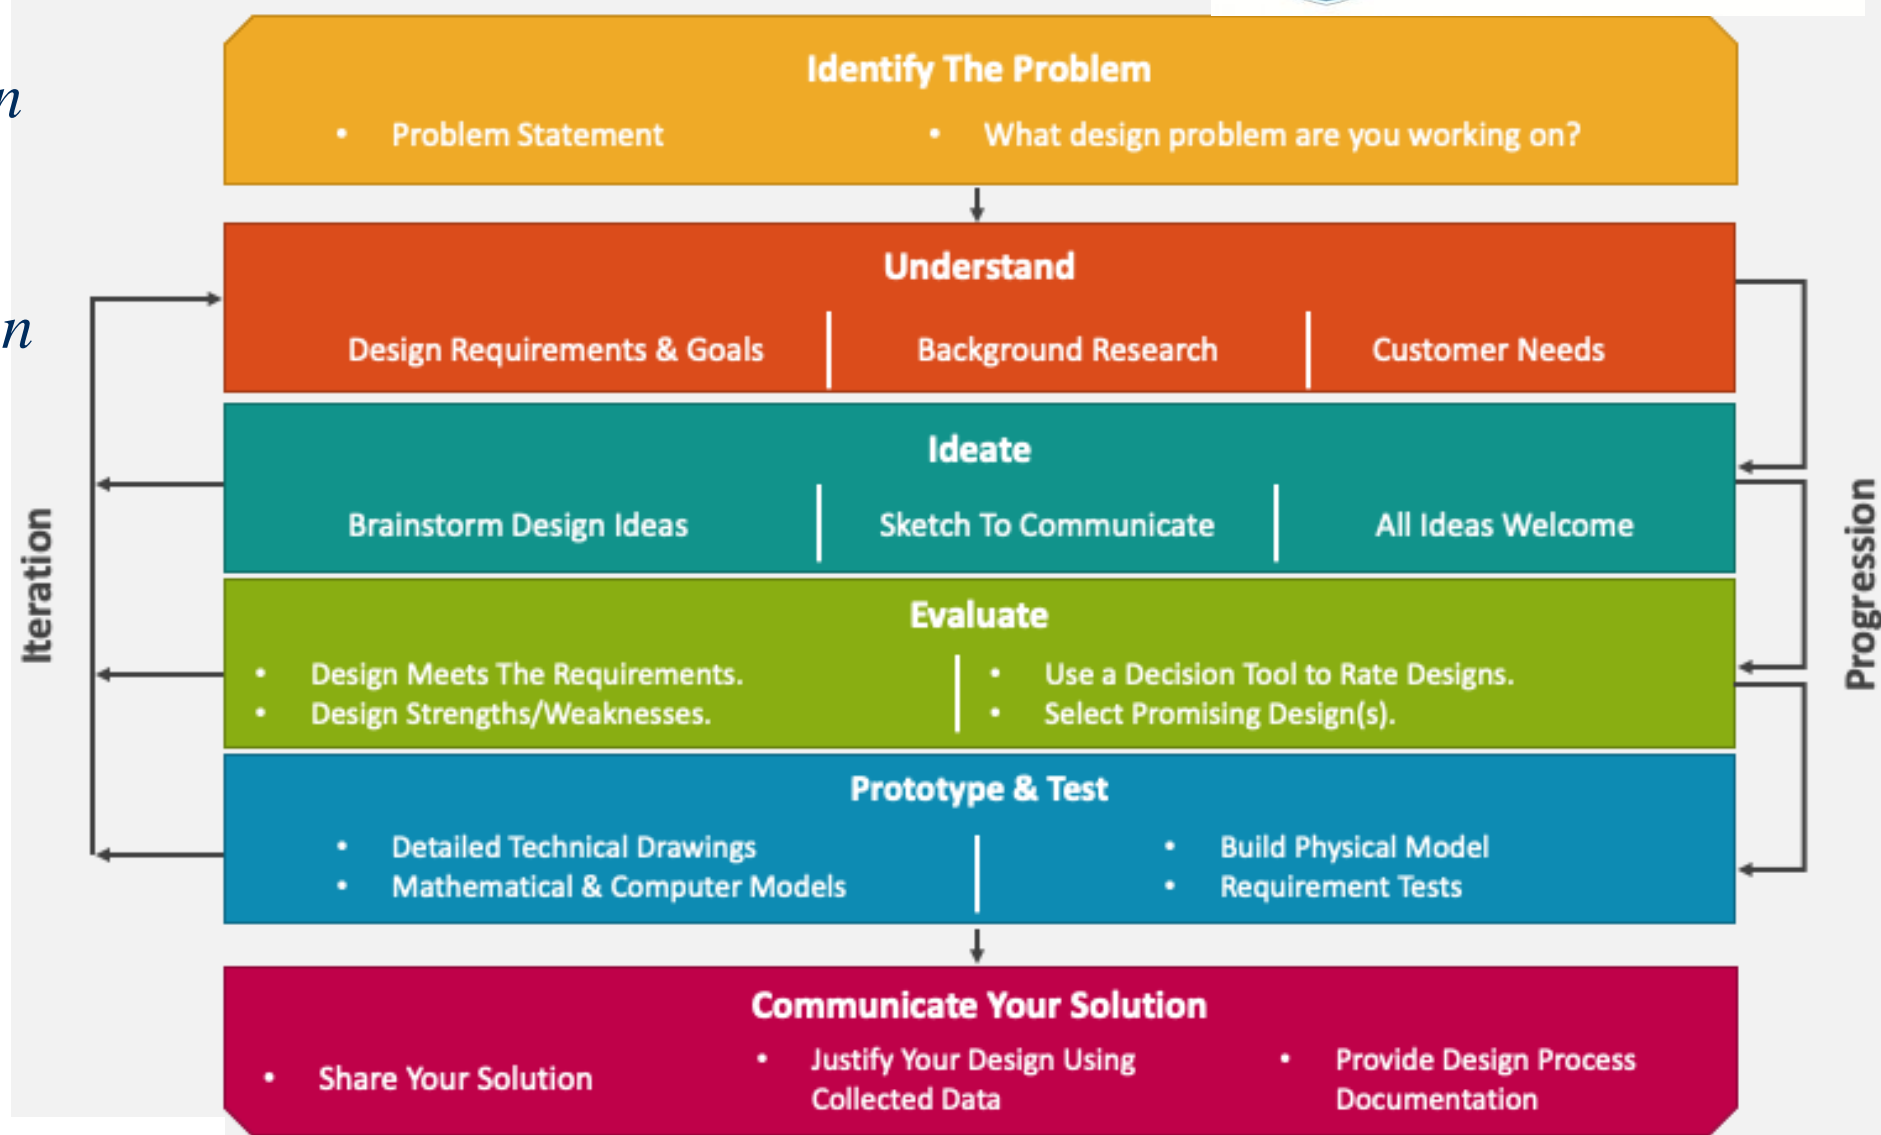 Identify The Problem
• Problem Statement
• What design problem are you working on?
n
Understand
Design Requirements & Goals
Background Research
Customer Needs
n
Ideate
Brainstorm Design Ideas
Sketch To Communicate
All Ideas Welcome
Iteration
Progression
Evaluate
• Design Meets The Requirements.
• Design Strengths/Weaknesses.
• Use a Decision Tool to Rate Designs.
• Select Promising Design(s).
Prototype & Test
• Detailed Technical Drawings
• Mathematical & Computer Models
• Build Physical Model
• Requirement Tests
Communicate Your Solution
• Share Your Solution
• Justify Your Design Using
Collected Data
• Provide Design Process
Documentation